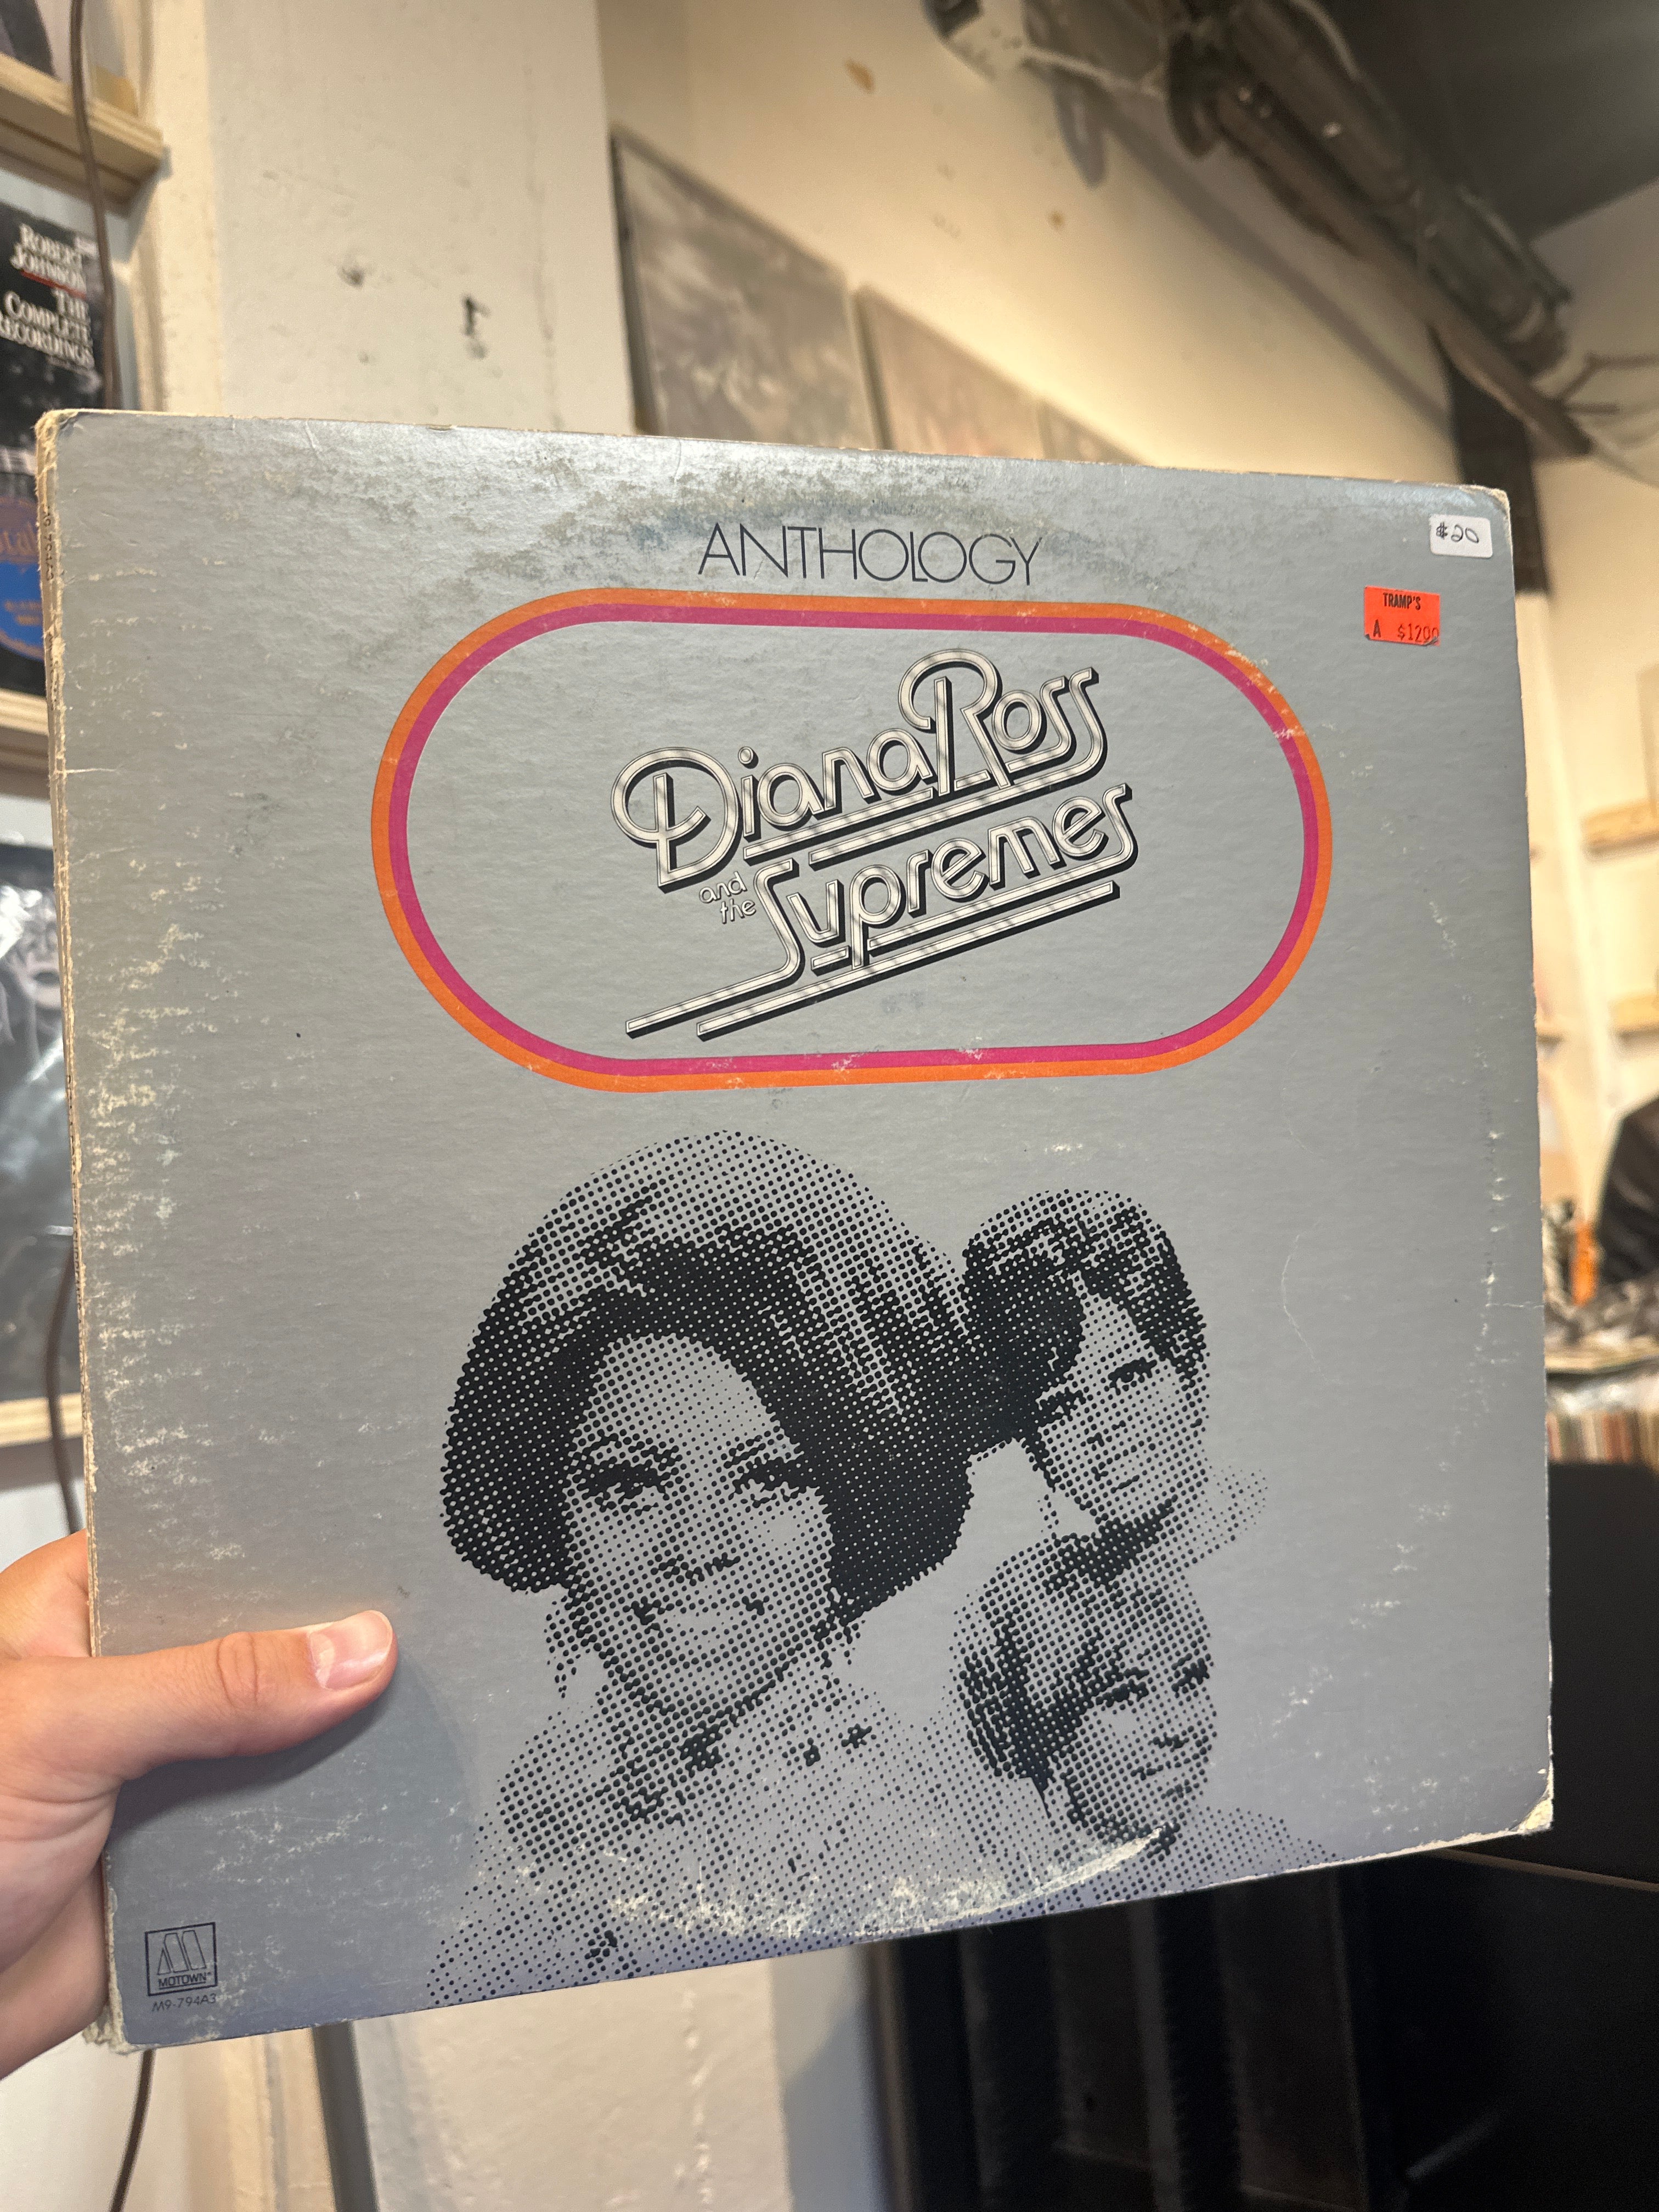 ROBERT
JOHNSON
THE
COMPLETE
RECORDINGS
ANTHOLOGY
$20
TRAMP'S
A $1200
Diana Ross
and
the
Supremes
MOTOWN
M9-794A3